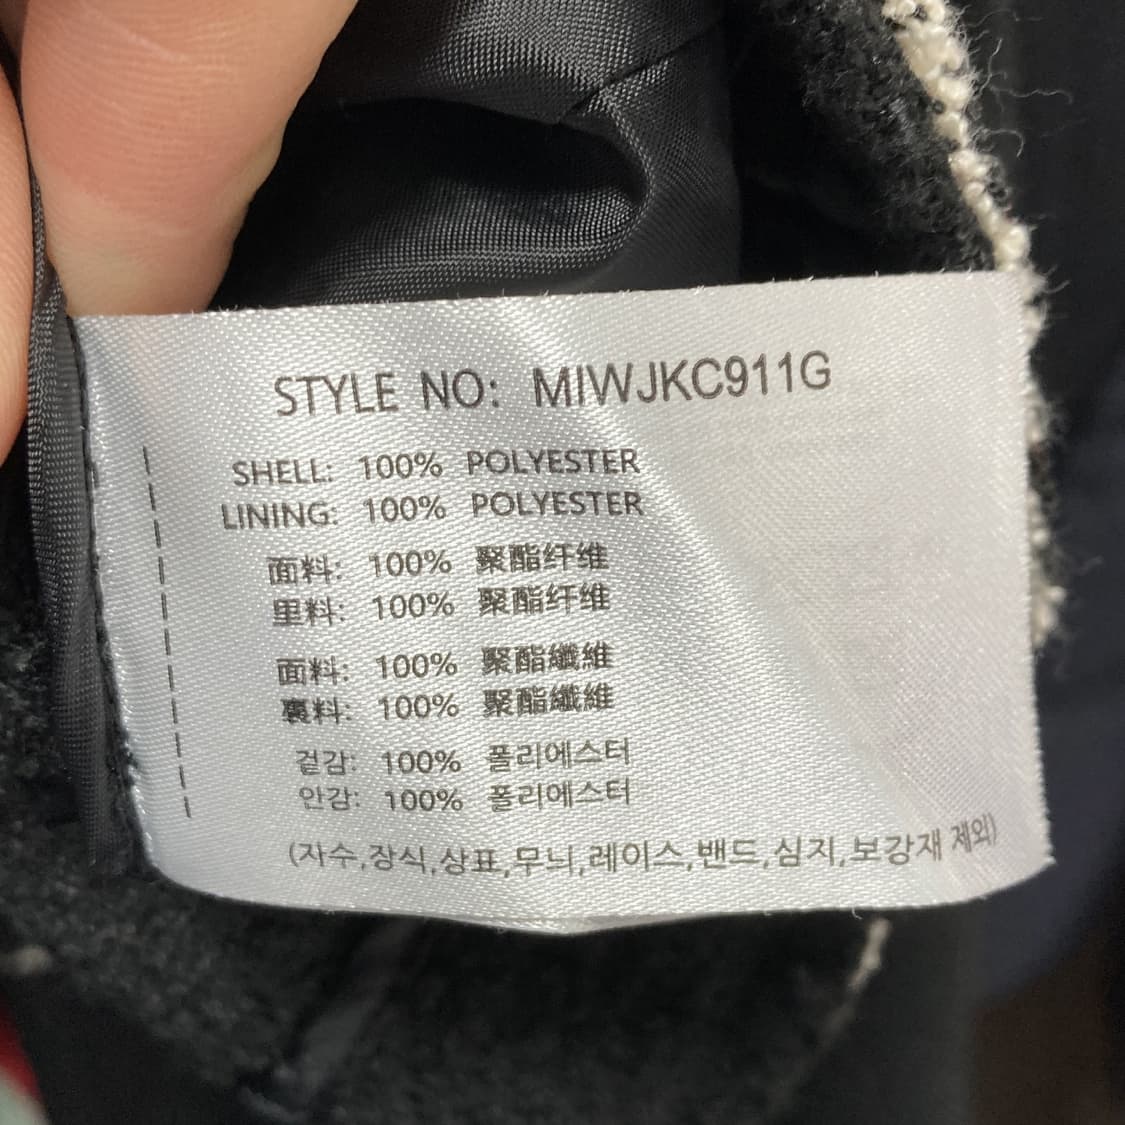 STYLE NO: MIWJKC911G
SHELL: 100% POLYESTER
LINING: 100% POLYESTER
面料: 100% 聚酯纤维
里料: 100% 聚酯纤维
面料: 100% 聚酯纖維
裏料: 100% 聚酯纖維
겉감: 100% 폴리에스터
안감: 100% 폴리에스터
(자수,장식,상표,무늬,레이스,밴드,심지,보강재 제외)